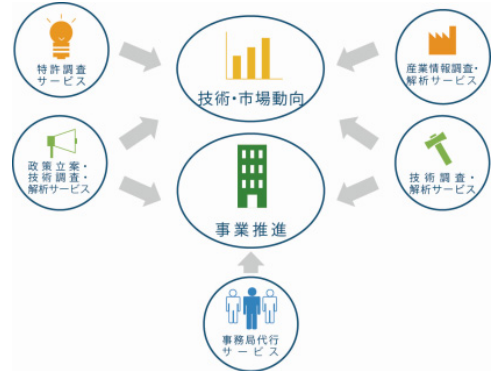 特許調査
サービス
技術・市場動向
産業情報調査・
解析サービス
政策立案・
技術調査・
解析サービス
事業推進
技術調査・
解析サービス
事務局代行
サービス